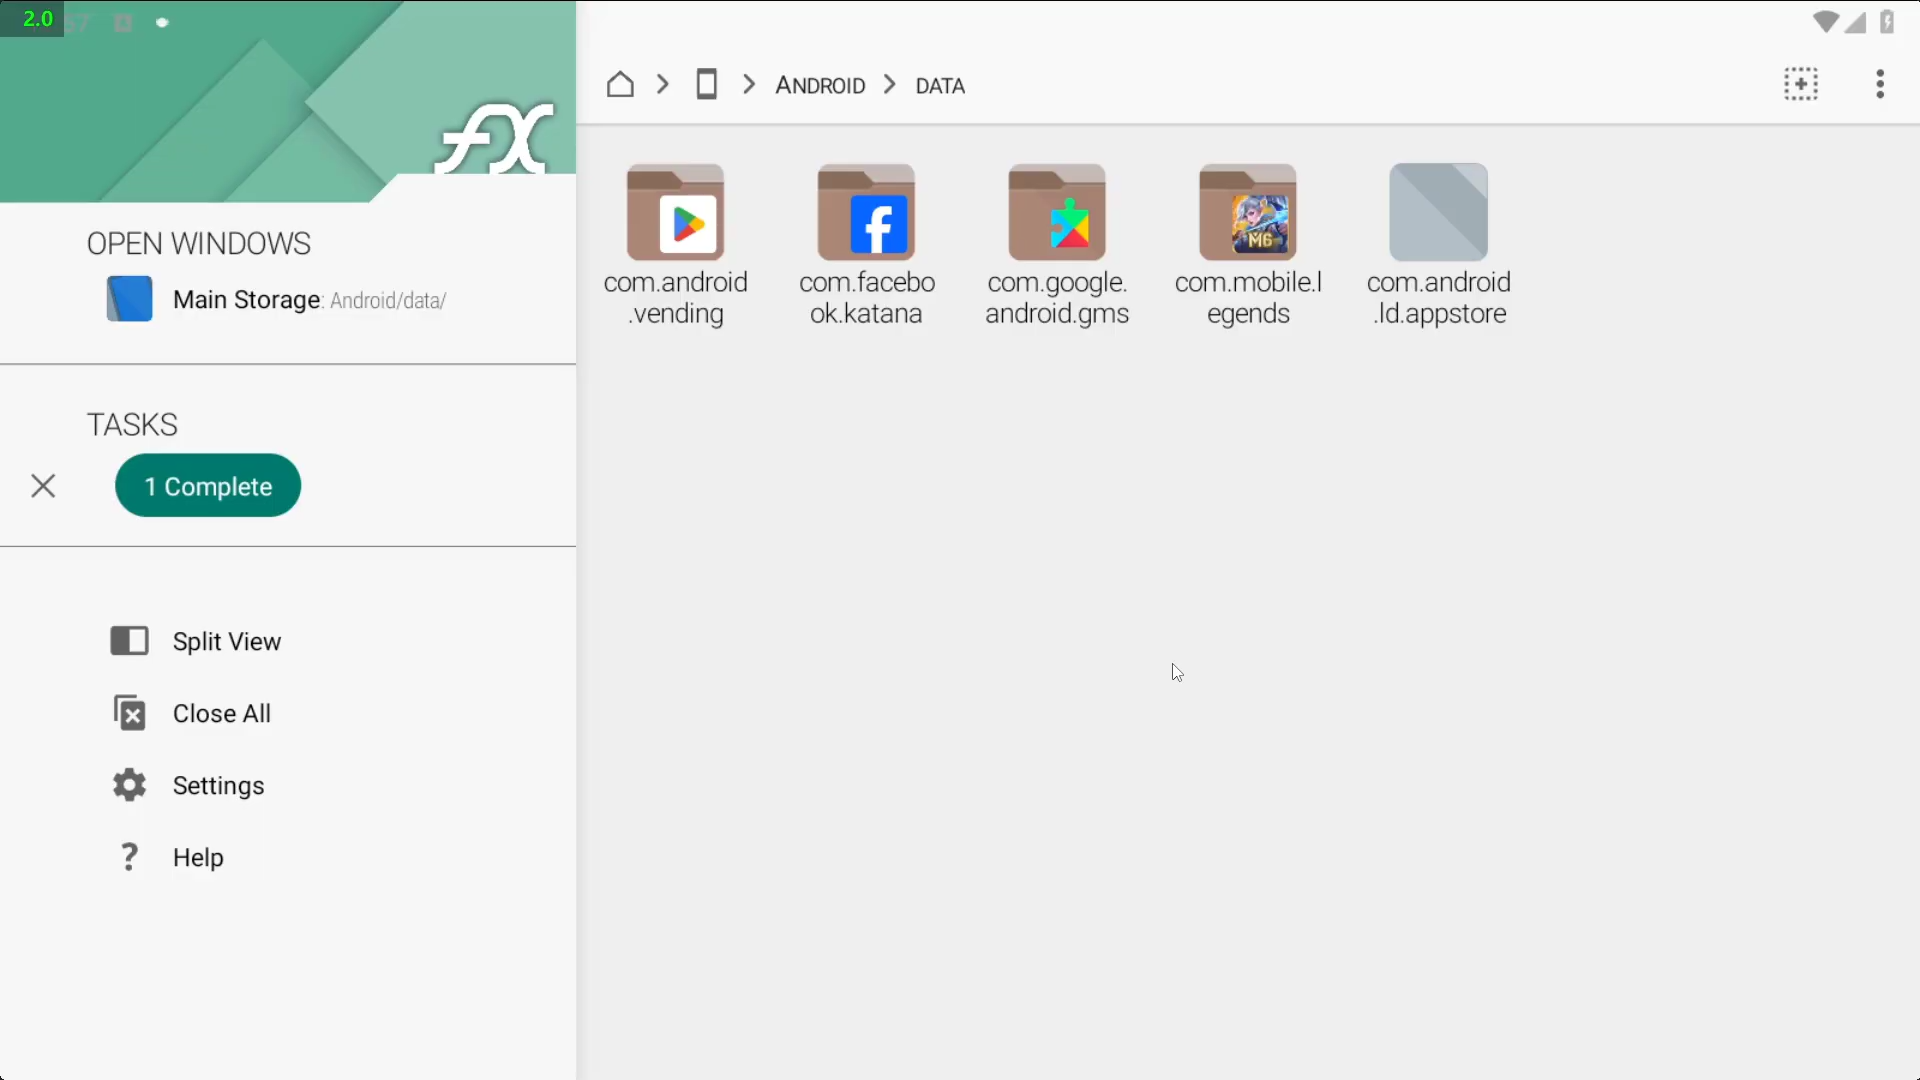 2.0
fX
ANDROID
DATA
OPEN WINDOWS
Main Storage: Android/data/
TASKS
1 Complete
Split View
Close All
Settings
? Help
com.android
.vending
com.facebo
ok.katana
com.google.
android.gms
M6
com.mobile.l
egends
com.android
.ld.appstore